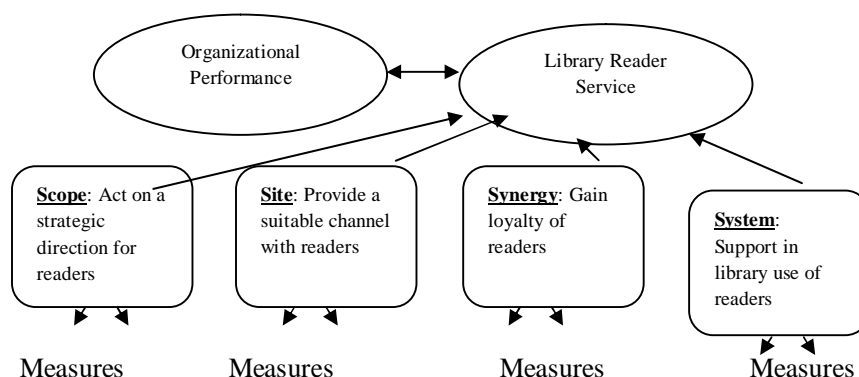 Organizational
Performance
Library Reader
Service
Scope: Act on a
strategic
direction for
readers
Site: Provide a
suitable channel
with readers
Synergy: Gain
loyalty of
readers
System:
Support in
library use of
readers
Measures
Measures
Measures
Measures